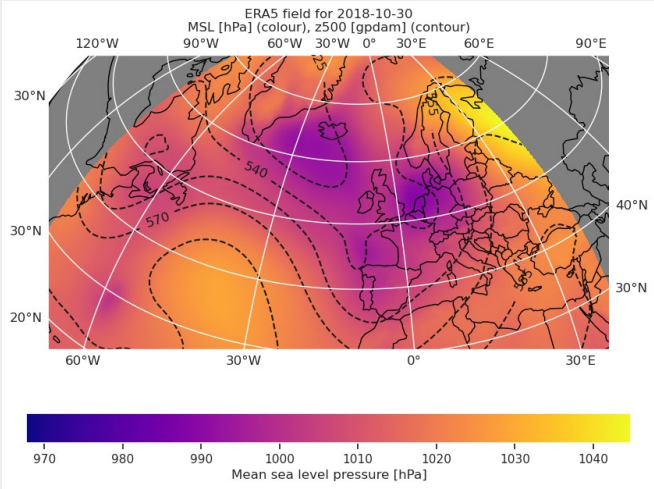 ERA5 field for 2018-10-30
MSL [hPa] (colour), z500 [gpdam] (contour)
120°W 90°W 60°W 30°W 0° 30°E 60°E 90°E
30°N
540
570
40°N
30°N
30°N
20°N
60°W 30°W 0° 30°E
970 980 990 1000 1010 1020 1030 1040
Mean sea level pressure [hPa]